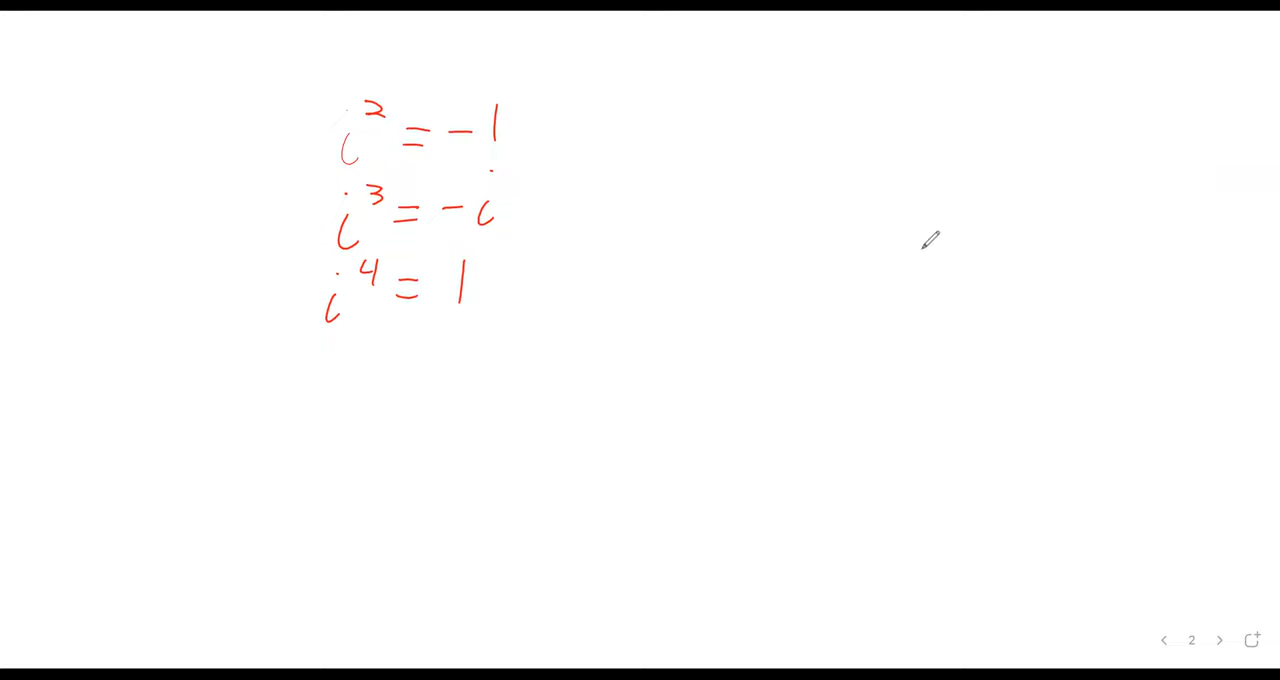 i² = -1
i³ = -i
i⁴ = 1
2